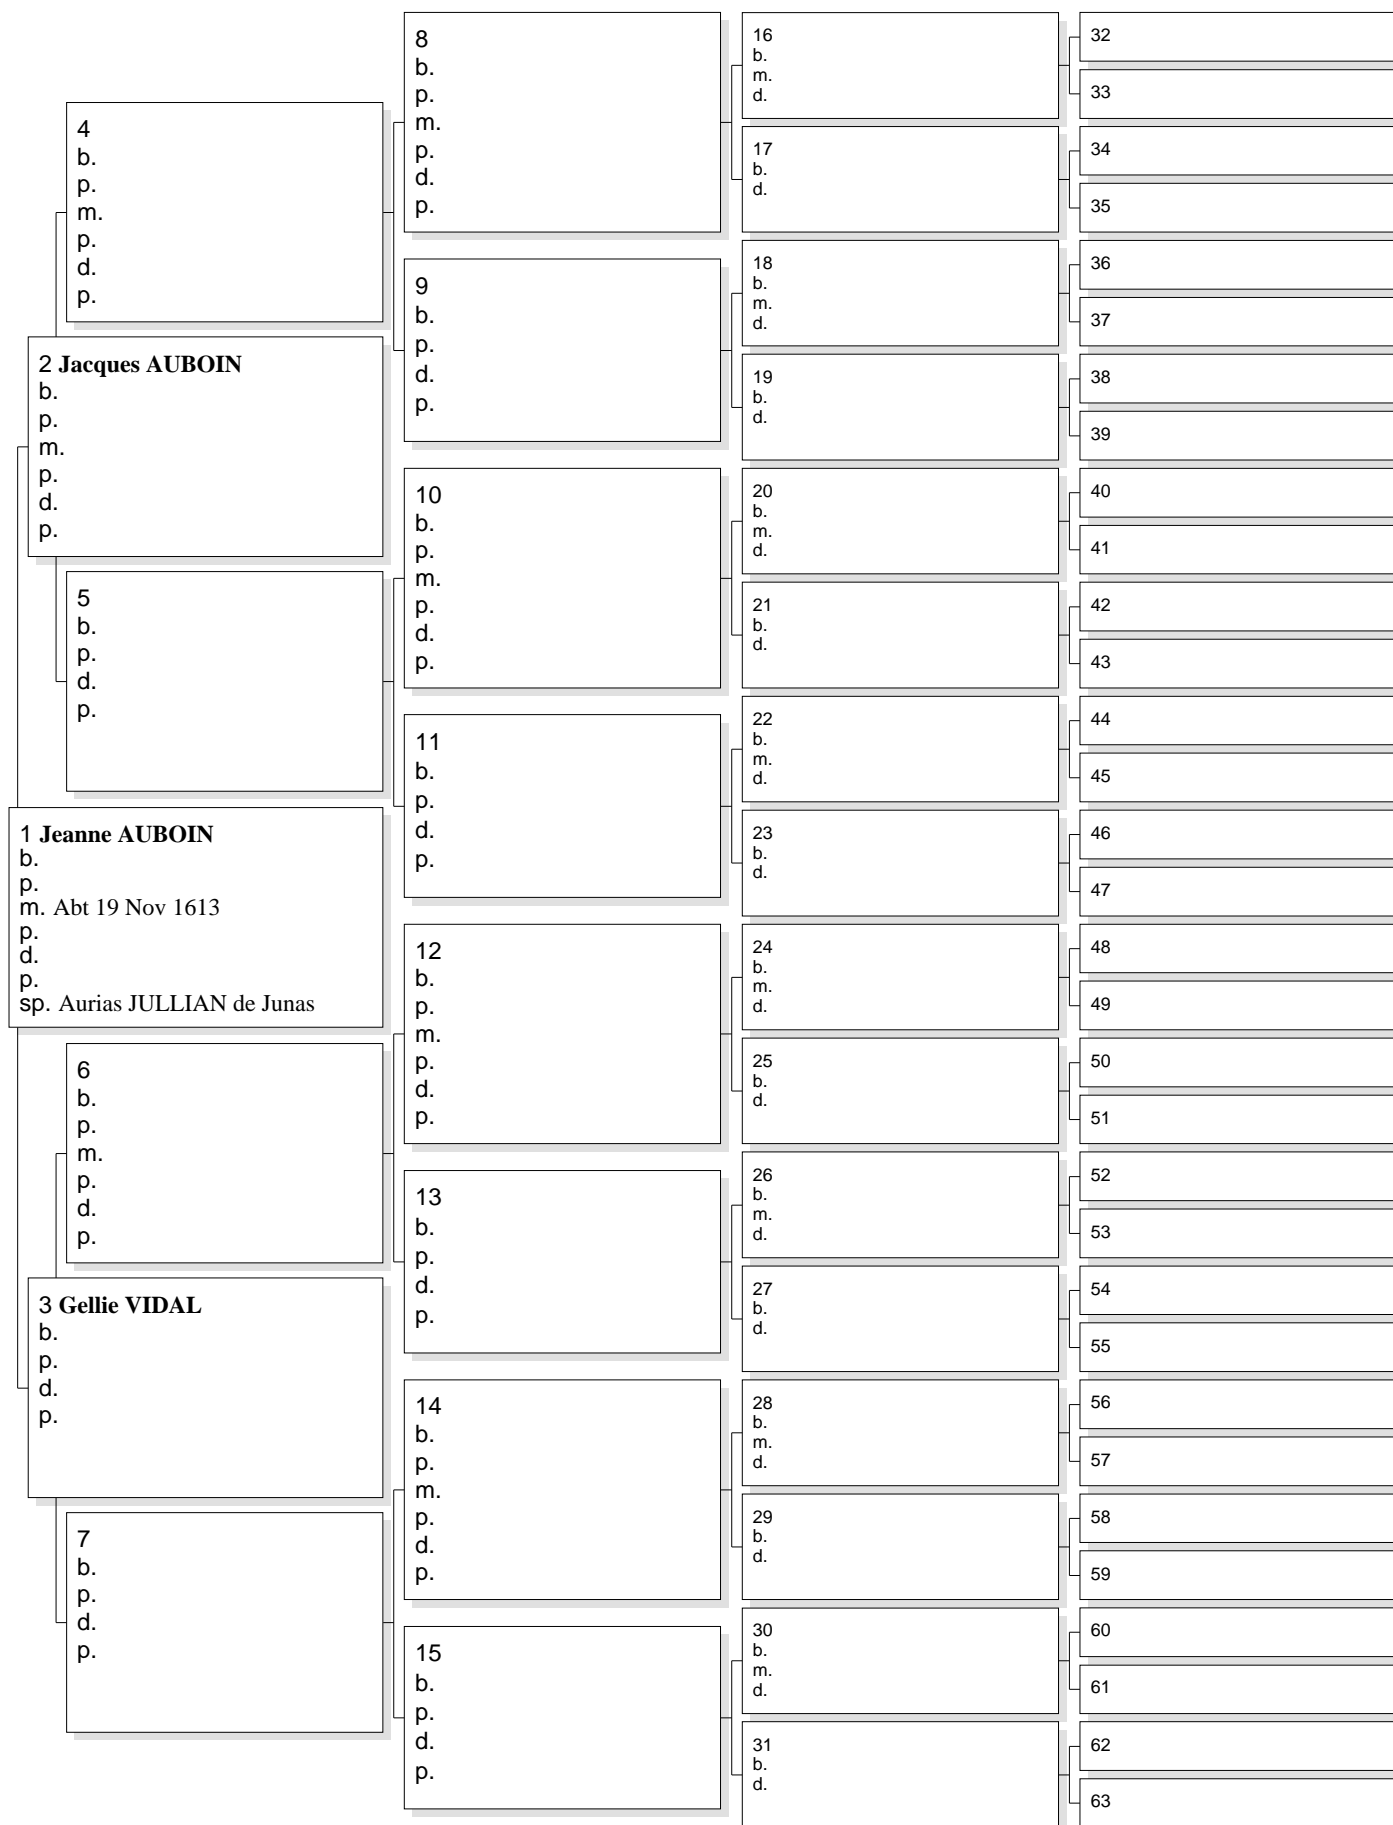 1 Jeanne AUBOIN
b.
p.
m. Abt 19 Nov 1613
p.
d.
p.
sp. Aurias JULLIAN de Junas
2 Jacques AUBOIN
b.
p.
m.
p.
d.
p.
3 Gellie VIDAL
b.
p.
d.
p.
4
b.
p.
m.
p.
d.
p.
5
b.
p.
d.
p.
6
b.
p.
m.
p.
d.
p.
7
b.
p.
d.
p.
8
b.
p.
m.
p.
d.
p.
9
b.
p.
d.
p.
10
b.
p.
m.
p.
d.
p.
11
b.
p.
d.
p.
12
b.
p.
m.
p.
d.
p.
13
b.
p.
d.
p.
14
b.
p.
m.
p.
d.
p.
15
b.
p.
d.
p.
16
b.
m.
d.
17
b.
d.
18
b.
m.
d.
19
b.
d.
20
b.
m.
d.
21
b.
d.
22
b.
m.
d.
23
b.
d.
24
b.
m.
d.
25
b.
d.
26
b.
m.
d.
27
b.
d.
28
b.
m.
d.
29
b.
d.
30
b.
m.
d.
31
b.
d.
32
33
34
35
36
37
38
39
40
41
42
43
44
45
46
47
48
49
50
51
52
53
54
55
56
57
58
59
60
61
62
63